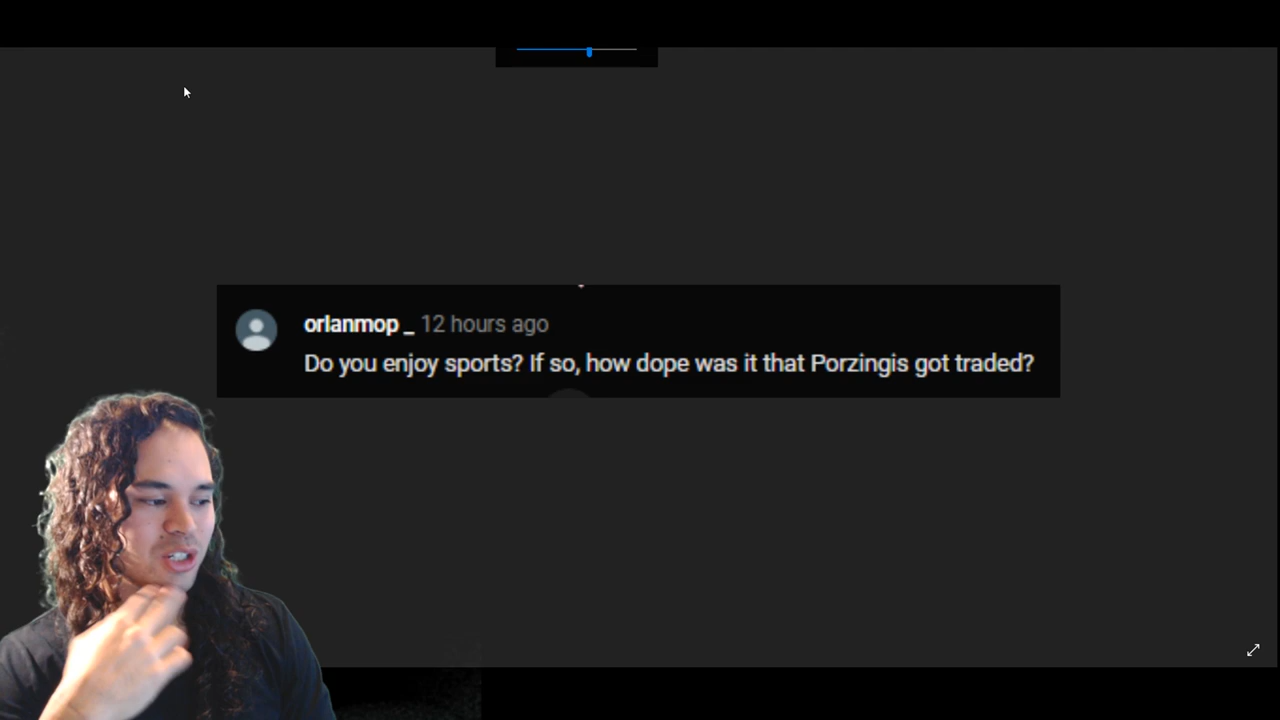 orlanmop _ 12 hours ago
Do you enjoy sports? If so, how dope was it that Porzingis got traded?